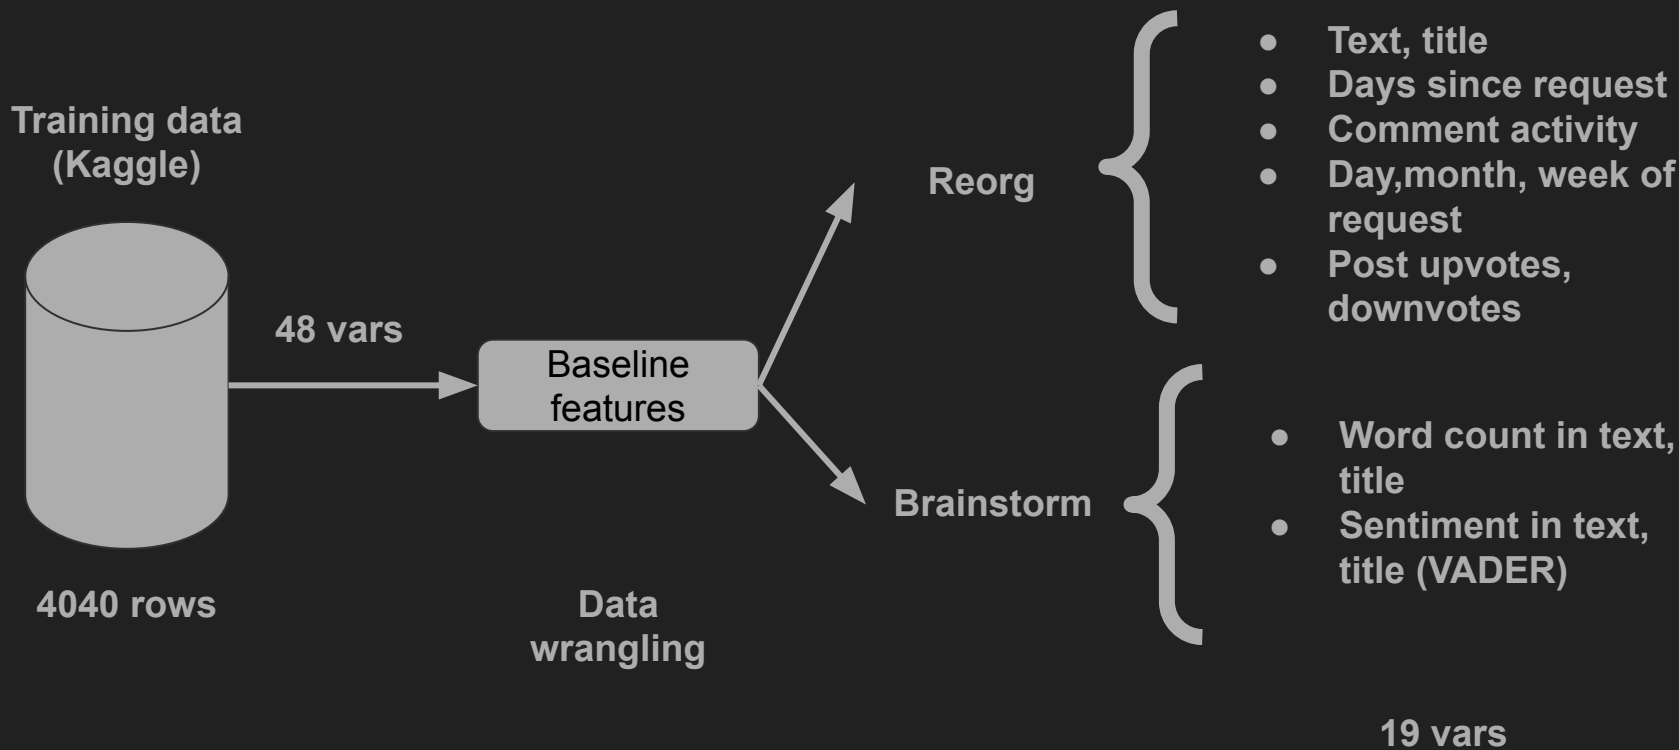 Training data
(Kaggle)
4040 rows
48 vars
Baseline
features
Data
wrangling
Reorg
● Text, title
● Days since request
● Comment activity
● Day,month, week of
request
● Post upvotes,
downvotes
Brainstorm
● Word count in text,
title
● Sentiment in text,
title (VADER)
19 vars